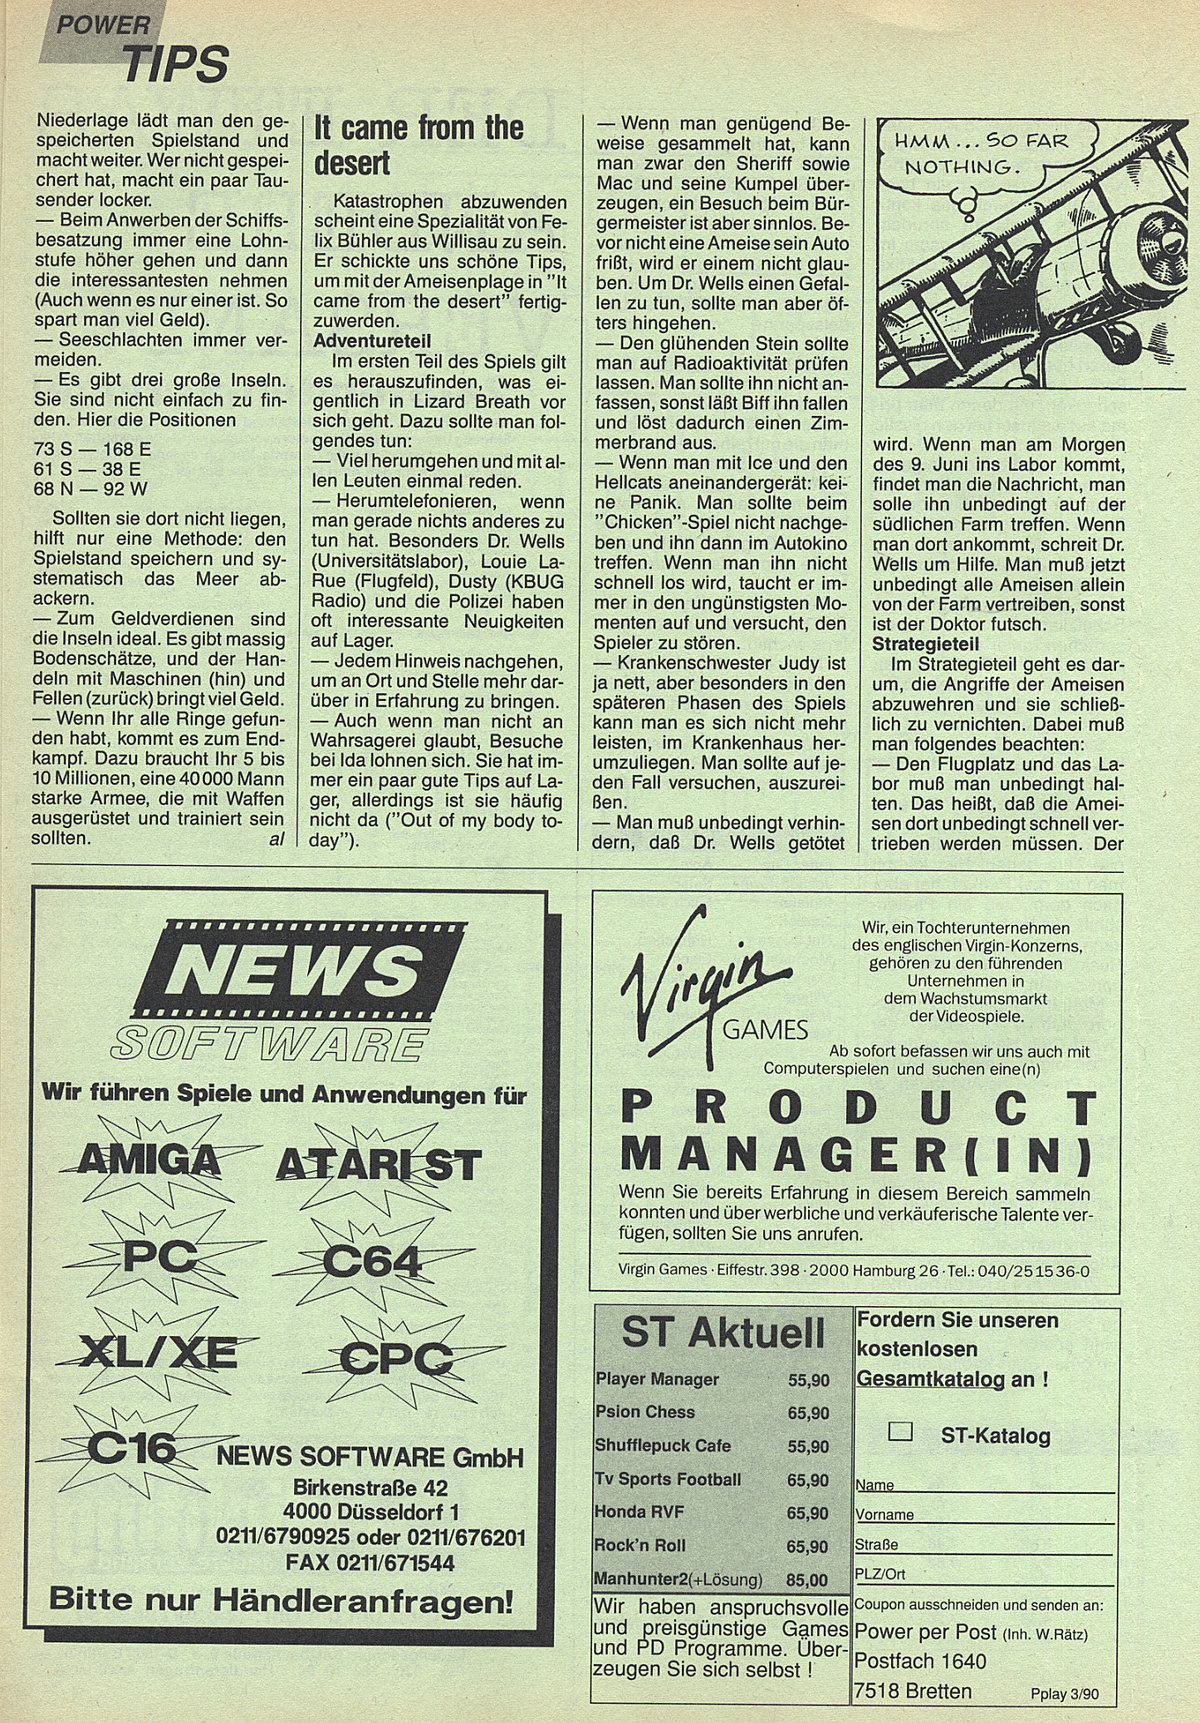 POWER
TIPS
Niederlage lädt man den ge-
speicherten Spielstand und
macht weiter. Wer nicht gespei-
chert hat, macht ein paar Tau-
sender locker.
— Beim Anwerben der Schiffs-
besatzung immer eine Lohn-
stufe höher gehen und dann
die interessantesten nehmen
(Auch wenn es nur einer ist. So
spart man viel Geld).
— Seeschlachten immer ver-
meiden.
— Es gibt drei große Inseln.
Sie sind nicht einfach zu fin-
den. Hier die Positionen
73 S — 168 E
61 S — 38 E
68 N — 92 W
Sollten sie dort nicht liegen,
hilft nur eine Methode: den
Spielstand speichern und sy-
stematisch das Meer ab-
ackern.
— Zum Geldverdienen sind
die Inseln ideal. Es gibt massig
Bodenschätze, und der Han-
deln mit Maschinen (hin) und
Fellen (zurück) bringt viel Geld.
— Wenn Ihr alle Ringe gefun-
den habt, kommt es zum End-
kampf. Dazu braucht Ihr 5 bis
10 Millionen, eine 40 000 Mann
starke Armee, die mit Waffen
ausgerüstet und trainiert sein
sollten. al
It came from the
desert
Katastrophen abzuwenden
scheint eine Spezialität von Fe-
lix Bühler aus Willisau zu sein.
Er schickte uns schöne Tips,
um mit der Ameisenplage in "It
came from the desert" fertig-
zuwerden.
Adventureteil
Im ersten Teil des Spiels gilt
es herauszufinden, was ei-
gentlich in Lizard Breath vor
sich geht. Dazu sollte man fol-
gendes tun:
— Viel herumgehen und mit al-
len Leuten einmal reden.
— Herumtelefonieren, wenn
man gerade nichts anderes zu
tun hat. Besonders Dr. Wells
(Universitätslabor), Louie La-
Rue (Flugfeld), Dusty (KBUG
Radio) und die Polizei haben
oft interessante Neuigkeiten
auf Lager.
— Jedem Hinweis nachgehen,
um an Ort und Stelle mehr dar-
über in Erfahrung zu bringen.
— Auch wenn man nicht an
Wahrsagerei glaubt, Besuche
bei Ida lohnen sich. Sie hat im-
mer ein paar gute Tips auf La-
ger, allerdings ist sie häufig
nicht da ("Out of my body to-
day").
— Wenn man genügend Be-
weise gesammelt hat, kann
man zwar den Sheriff sowie
Mac und seine Kumpel über-
zeugen, ein Besuch beim Bür-
germeister ist aber sinnlos. Be-
vor nicht eine Ameise sein Auto
frißt, wird er einem nicht glau-
ben. Um Dr. Wells einen Gefal-
len zu tun, sollte man aber öf-
ters hingehen.
— Den glühenden Stein sollte
man auf Radioaktivität prüfen
lassen. Man sollte ihn nicht an-
fassen, sonst läßt Biff ihn fallen
und löst dadurch einen Zim-
merbrand aus.
— Wenn man mit Ice und den
Hellcats aneinandergerät: kei-
ne Panik. Man sollte beim
"Chicken"-Spiel nicht nachge-
ben und ihn dann im Autokino
treffen. Wenn man ihn nicht
schnell los wird, taucht er im-
mer in den ungünstigsten Mo-
menten auf und versucht, den
Spieler zu stören.
— Krankenschwester Judy ist
ja nett, aber besonders in den
späteren Phasen des Spiels
kann man es sich nicht mehr
leisten, im Krankenhaus her-
umzuliegen. Man sollte auf je-
den Fall versuchen, auszurei-
ßen.
— Man muß unbedingt verhin-
dern, daß Dr. Wells getötet
HMM... SO FAR
NOTHING.
wird. Wenn man am Morgen
des 9. Juni ins Labor kommt,
findet man die Nachricht, man
solle ihn unbedingt auf der
südlichen Farm treffen. Wenn
man dort ankommt, schreit Dr.
Wells um Hilfe. Man muß jetzt
unbedingt alle Ameisen allein
von der Farm vertreiben, sonst
ist der Doktor futsch.
Strategieteil
Im Strategieteil geht es dar-
um, die Angriffe der Ameisen
abzuwehren und sie schließ-
lich zu vernichten. Dabei muß
man folgendes beachten:
— Den Flugplatz und das La-
bor muß man unbedingt hal-
ten. Das heißt, daß die Amei-
sen dort unbedingt schnell ver-
trieben werden müssen. Der
NEWS
SOFTWARE
Wir führen Spiele und Anwendungen für
AMIGA
ATARI ST
PC
C64
XL/XE
CPC
C16
NEWS SOFTWARE GmbH
Birkenstraße 42
4000 Düsseldorf 1
0211/6790925 oder 0211/676201
FAX 0211/671544
Bitte nur Händleranfragen!
Virgin
GAMES
Wir, ein Tochterunternehmen
des englischen Virgin-Konzerns,
gehören zu den führenden
Unternehmen in
dem Wachstumsmarkt
der Videospiele.
Ab sofort befassen wir uns auch mit
Computerspielen und suchen eine(n)
PRODUCT
MANAGER(IN)
Wenn Sie bereits Erfahrung in diesem Bereich sammeln
konnten und über werbliche und verkäuferische Talente ver-
fügen, sollten Sie uns anrufen.
Virgin Games · Eiffestr. 398 · 2000 Hamburg 26 · Tel.: 040/25 15 36-0
ST Aktuell
Player Manager 55,90
Psion Chess 65,90
Shufflepuck Cafe 55,90
Tv Sports Football 65,90
Honda RVF 65,90
Rock'n Roll 65,90
Manhunter2(+Lösung) 85,00
Wir haben anspruchsvolle
und preisgünstige Games
und PD Programme. Über-
zeugen Sie sich selbst !
Fordern Sie unseren
kostenlosen
Gesamtkatalog an !
ST-Katalog
Name
Vorname
Straße
PLZ/Ort
Coupon ausschneiden und senden an:
Power per Post (Inh. W.Rätz)
Postfach 1640
7518 Bretten Pplay 3/90